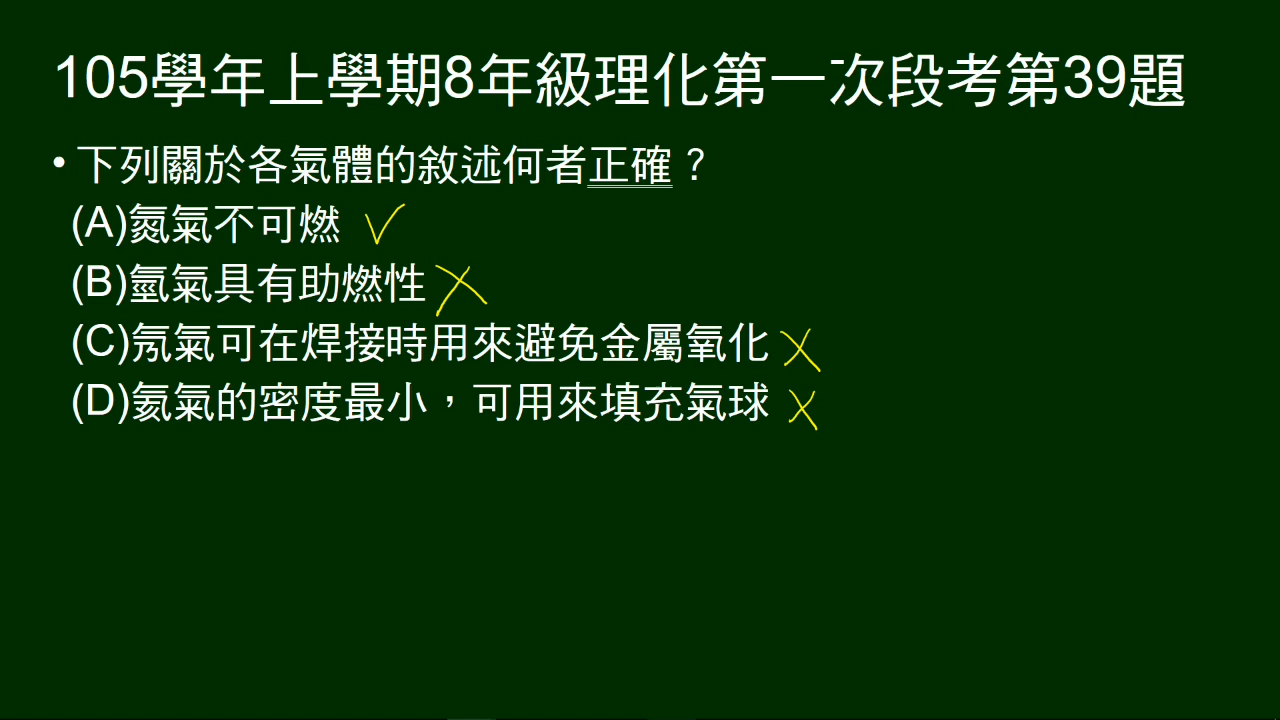 105學年上學期8年級理化第一次段考第39題
• 下列關於各氣體的敘述何者正確？
(A)氮氣不可燃 ✓
(B)氫氣具有助燃性 ✗
(C)氖氣可在焊接時用來避免金屬氧化 ✗
(D)氦氣的密度最小，可用來填充氣球 ✗